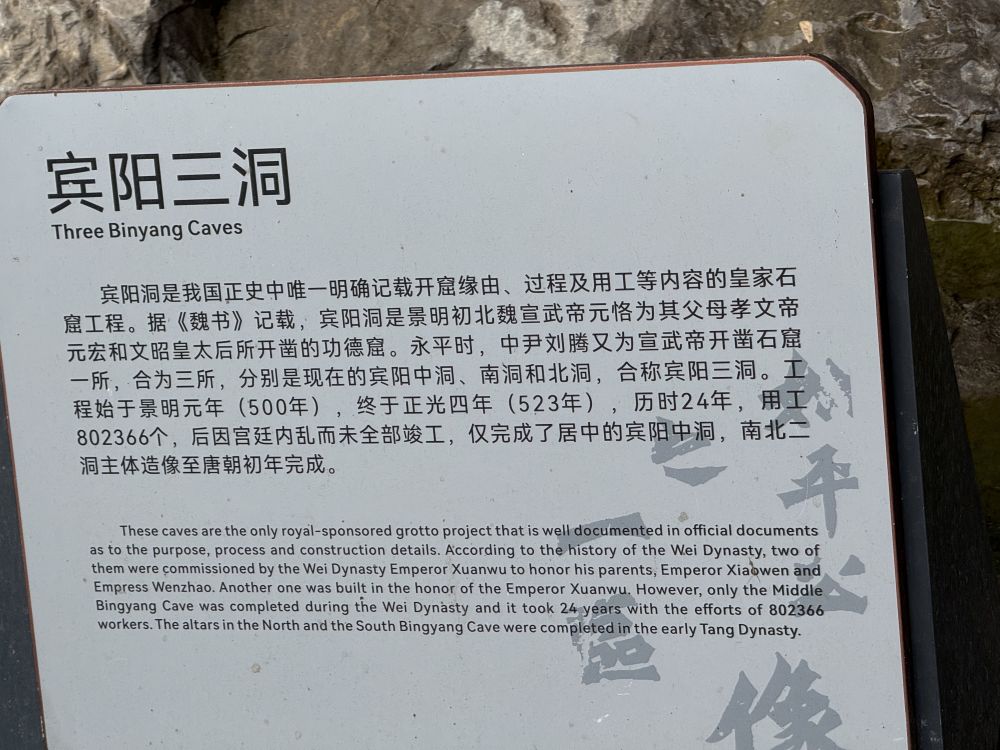 宾阳三洞
Three Binyang Caves
宾阳洞是我国正史中唯一明确记载开窟缘由、过程及用工等内容的皇家石
窟工程。据《魏书》记载，宾阳洞是景明初北魏宣武帝元恪为其父母孝文帝
元宏和文昭皇太后所开凿的功德窟。永平时，中尹刘腾又为宣武帝开凿石窟
一所，合为三所，分别是现在的宾阳中洞、南洞和北洞，合称宾阳三洞。工
程始于景明元年（500年），终于正光四年（523年），历时24年，用工
802366个，后因宫廷内乱而未全部竣工，仅完成了居中的宾阳中洞，南北二
洞主体造像至唐朝初年完成。
These caves are the only royal-sponsored grotto project that is well documented in official documents
as to the purpose, process and construction details. According to the history of the Wei Dynasty, two of
them were commissioned by the Wei Dynasty Emperor Xuanwu to honor his parents, Emperor Xiaowen and
Empress Wenzhao. Another one was built in the honor of the Emperor Xuanwu. However, only the Middle
Bingyang Cave was completed during the Wei Dynasty and it took 24 years with the efforts of 802366
workers. The altars in the North and the South Bingyang Cave were completed in the early Tang Dynasty.
平
公
像
一
區